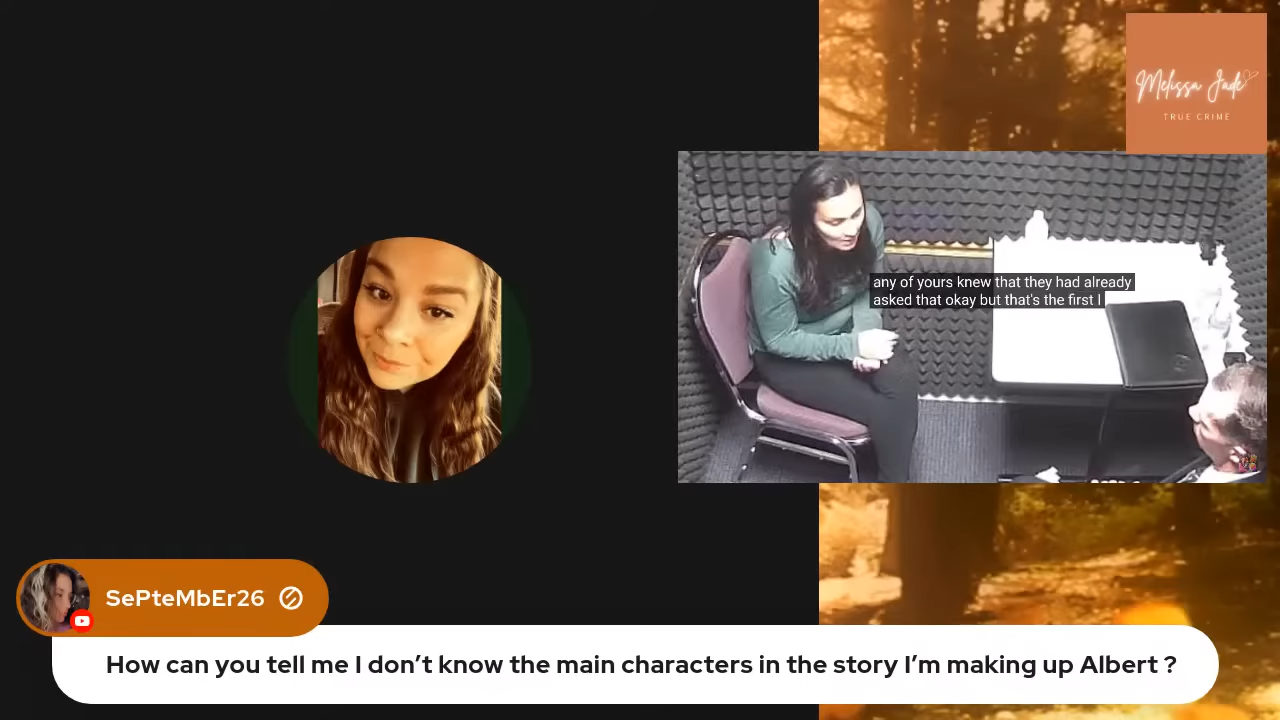 Melissa Jade
TRUE CRIME
any of yours knew that they had already
asked that okay but that's the first I
SePteMbEr26
How can you tell me I don’t know the main characters in the story I’m making up Albert ?